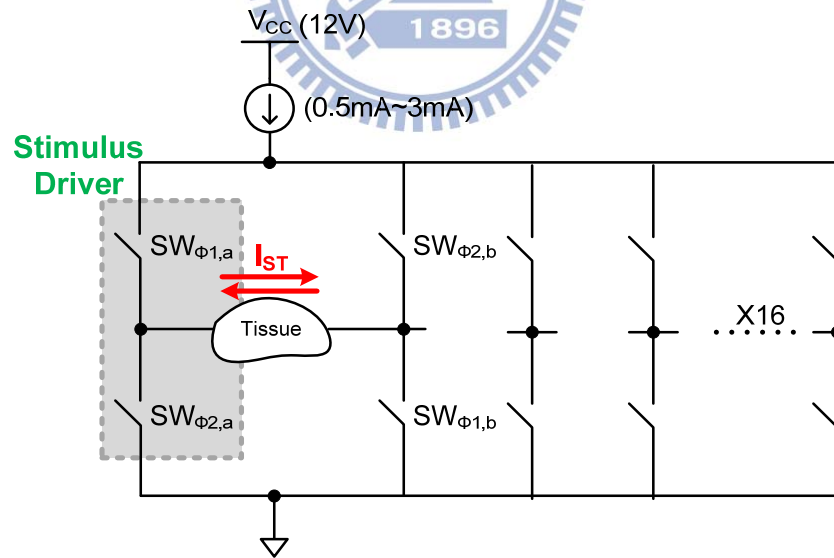 1896
VCC (12V)
(0.5mA~3mA)
Stimulus
Driver
SWΦ1,a
IST
SWΦ2,b
Tissue
X16
SWΦ2,a
SWΦ1,b